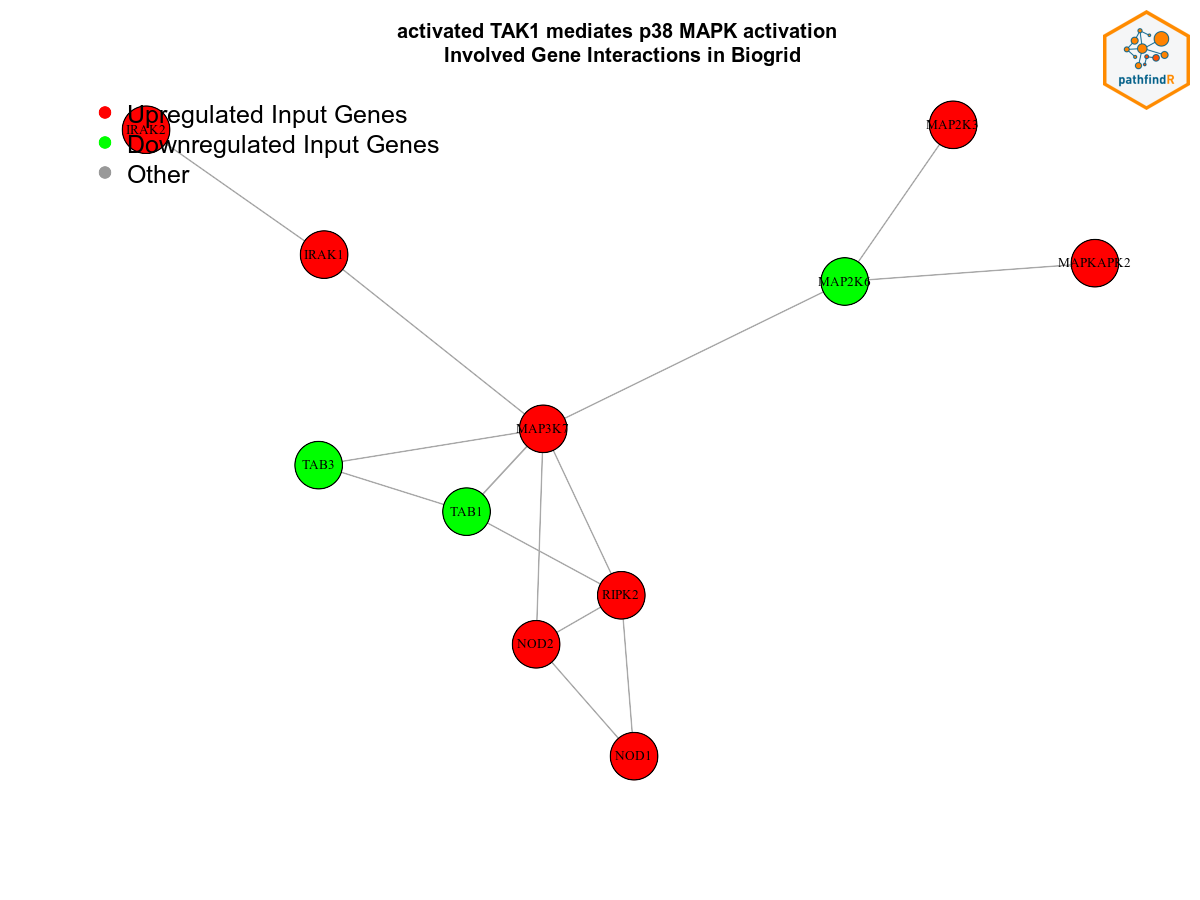 activated TAK1 mediates p38 MAPK activation
Involved Gene Interactions in Biogrid
pathfindR
Upregulated Input Genes
Downregulated Input Genes
Other
IRAK2
MAP2K3
IRAK1
MAPKAPK2
MAP2K6
MAP3K7
TAB3
TAB1
RIPK2
NOD2
NOD1